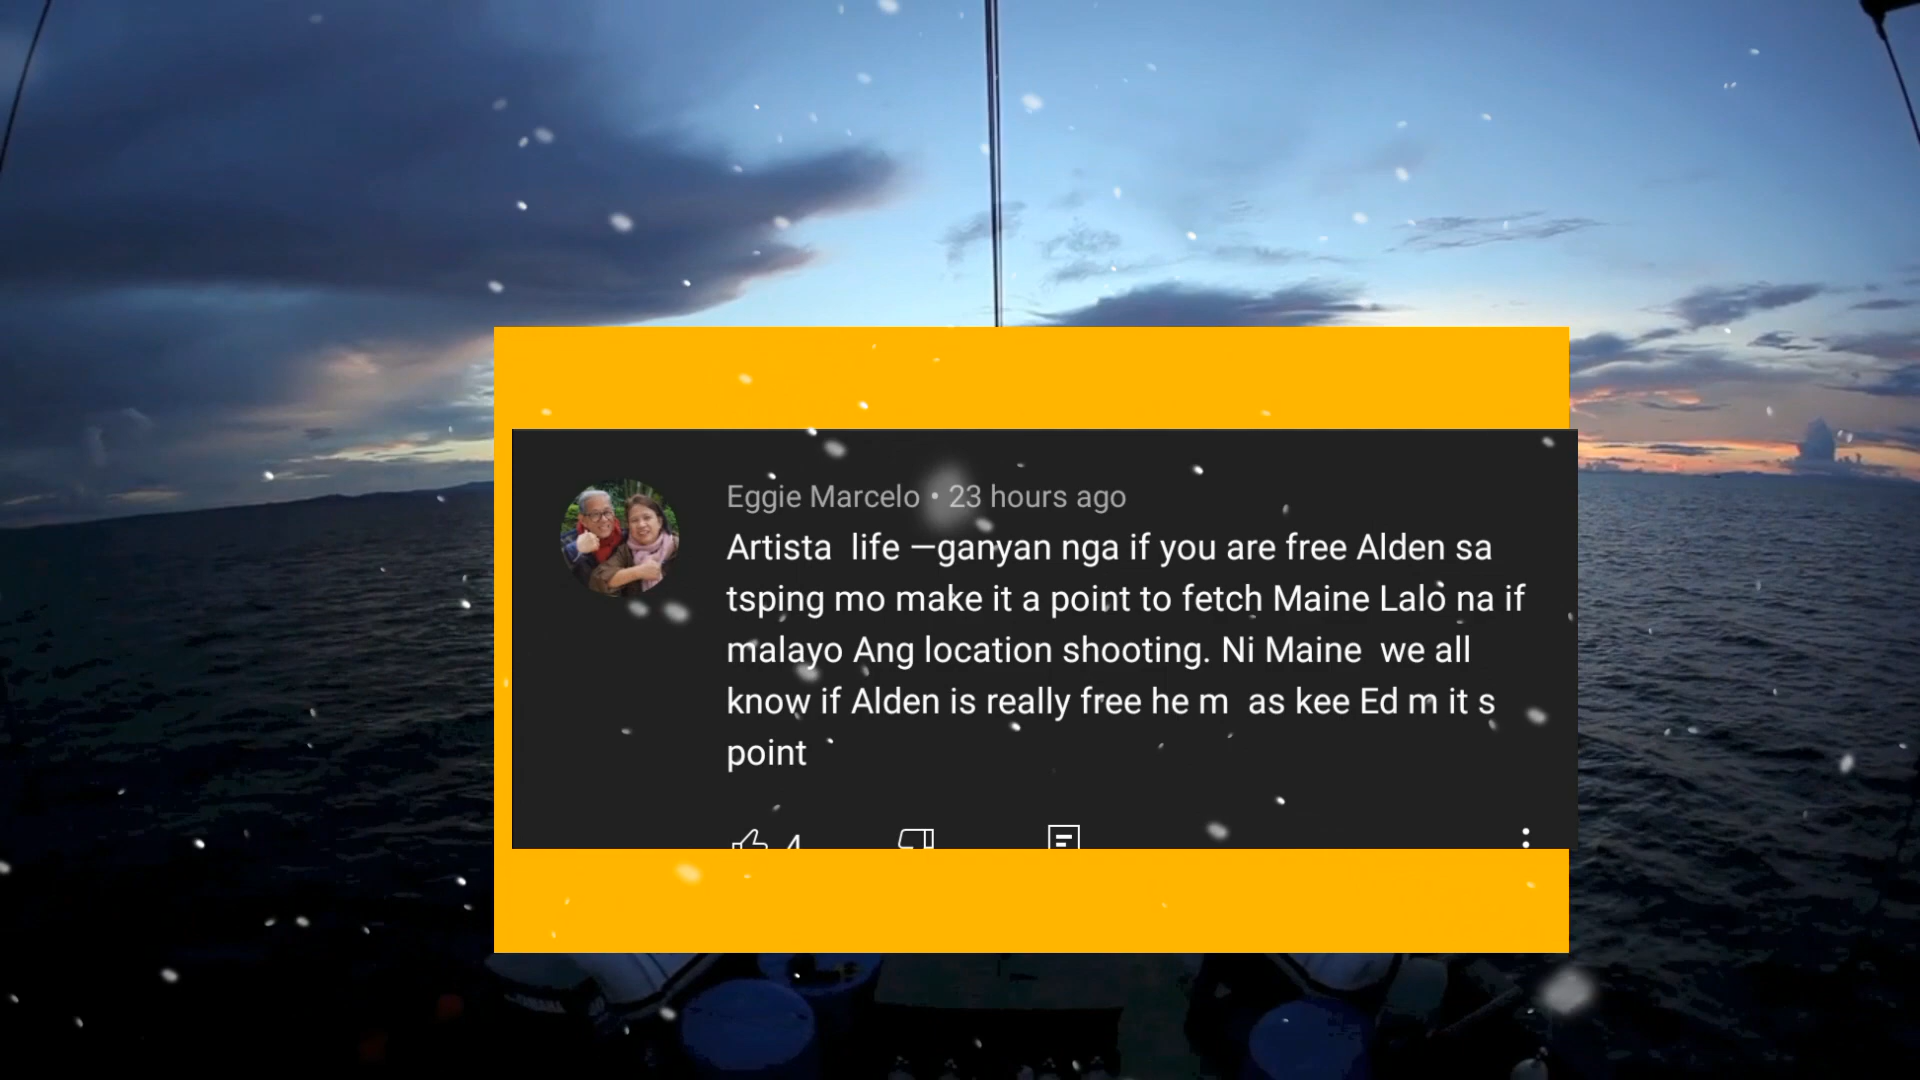 Eggie Marcelo • 23 hours ago
Artista life —ganyan nga if you are free Alden sa
tsping mo make it a point to fetch Maine Lalo na if
malayo Ang location shooting. Ni Maine we all
know if Alden is really free he m as kee Ed m it s
point
4